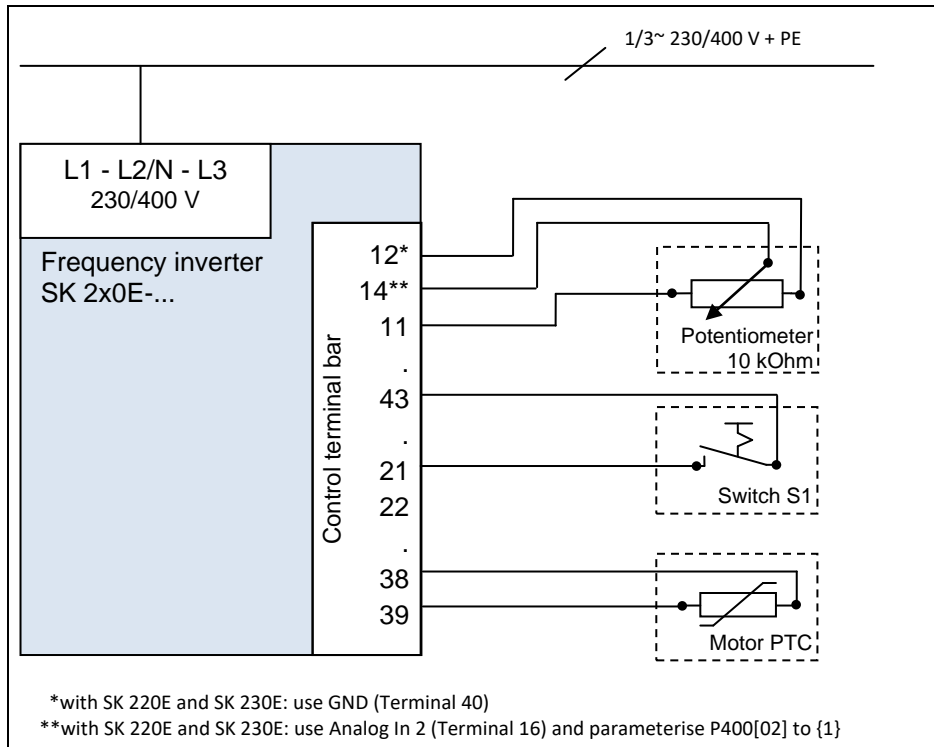 1/3~ 230/400 V + PE
L1 - L2/N - L3
230/400 V
Frequency inverter
SK 2x0E-...
Control terminal bar
12*
14**
11
.
43
.
21
22
.
38
39
Potentiometer
10 kOhm
Switch S1
Motor PTC
*with SK 220E and SK 230E: use GND (Terminal 40)
**with SK 220E and SK 230E: use Analog In 2 (Terminal 16) and parameterise P400[02] to {1}